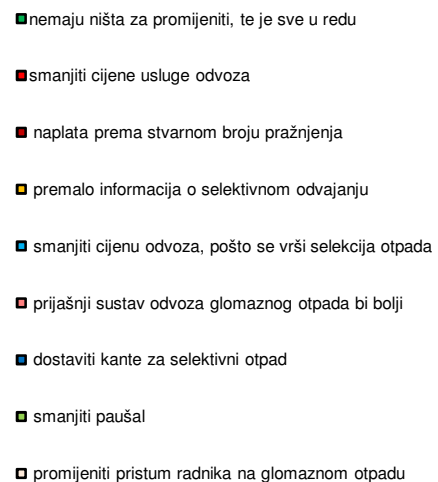 nemaju ništa za promijeniti, te je sve u redu
smanjiti cijene usluge odvoza
naplata prema stvarnom broju pražnjenja
premalo informacija o selektivnom odvajanju
smanjiti cijenu odvoza, pošto se vrši selekcija otpada
prijašnji sustav odvoza glomaznog otpada bi bolji
dostaviti kante za selektivni otpad
smanjiti paušal
promijeniti pristum radnika na glomaznom otpadu